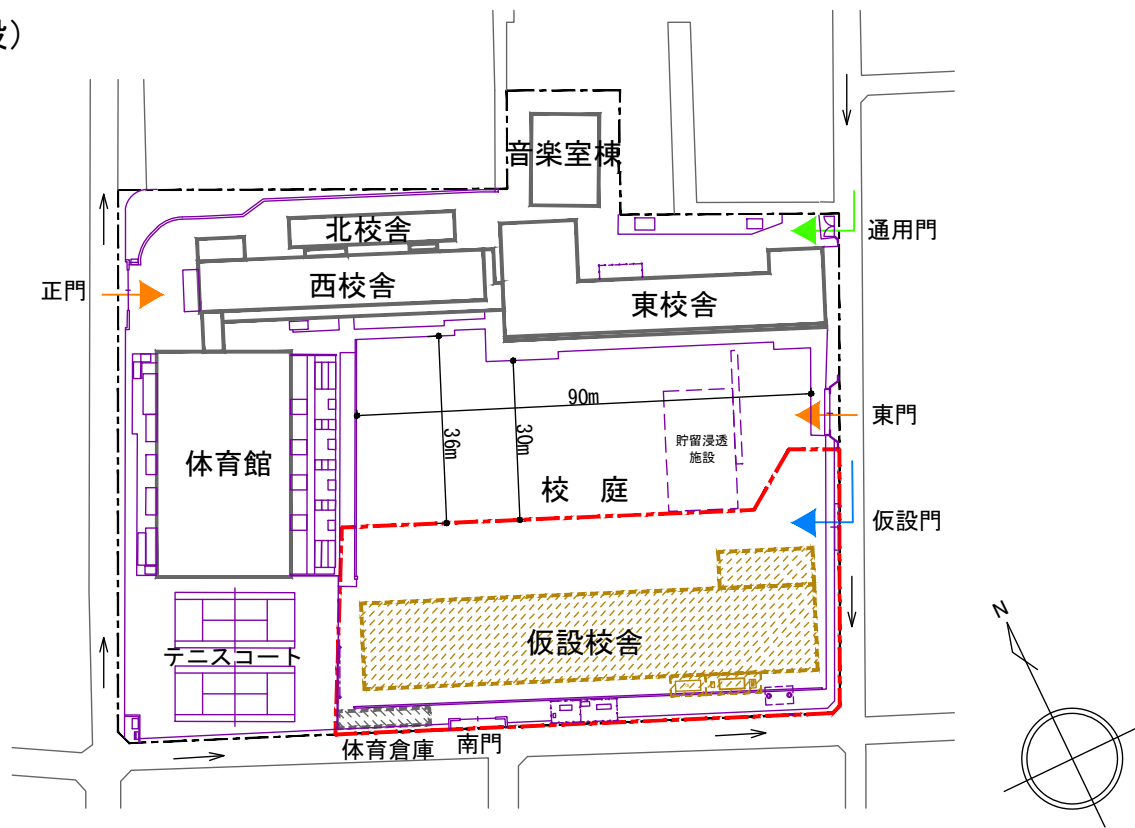 設）
音楽室棟
北校舎
通用門
西校舎
正門
東校舎
90m
東門
36m
30m
貯留浸透
施設
体育館
校　庭
仮設門
仮設校舎
テニスコート
N
体育倉庫
南門